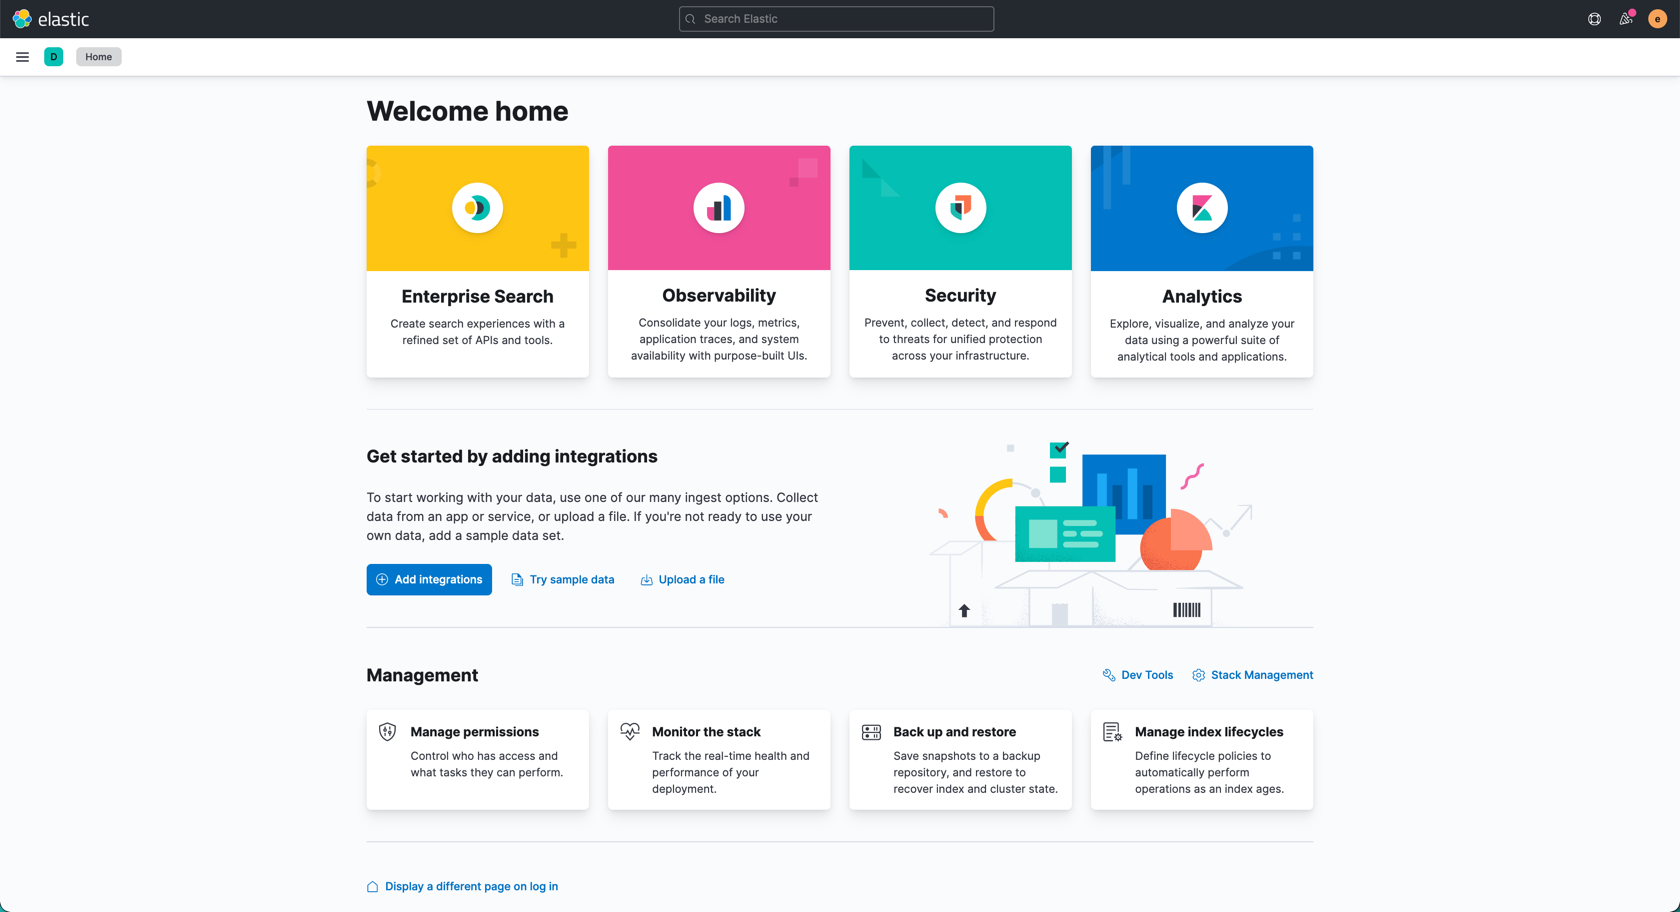 elastic
Search Elastic
e
D
Home
Welcome home
Enterprise Search
Create search experiences with a
refined set of APIs and tools.
Observability
Consolidate your logs, metrics,
application traces, and system
availability with purpose-built UIs.
Security
Prevent, collect, detect, and respond
to threats for unified protection
across your infrastructure.
Analytics
Explore, visualize, and analyze your
data using a powerful suite of
analytical tools and applications.
Get started by adding integrations
To start working with your data, use one of our many ingest options. Collect
data from an app or service, or upload a file. If you're not ready to use your
own data, add a sample data set.
Add integrations
Try sample data
Upload a file
Management
Dev Tools
Stack Management
Manage permissions
Control who has access and
what tasks they can perform.
Monitor the stack
Track the real-time health and
performance of your
deployment.
Back up and restore
Save snapshots to a backup
repository, and restore to
recover index and cluster state.
Manage index lifecycles
Define lifecycle policies to
automatically perform
operations as an index ages.
Display a different page on log in